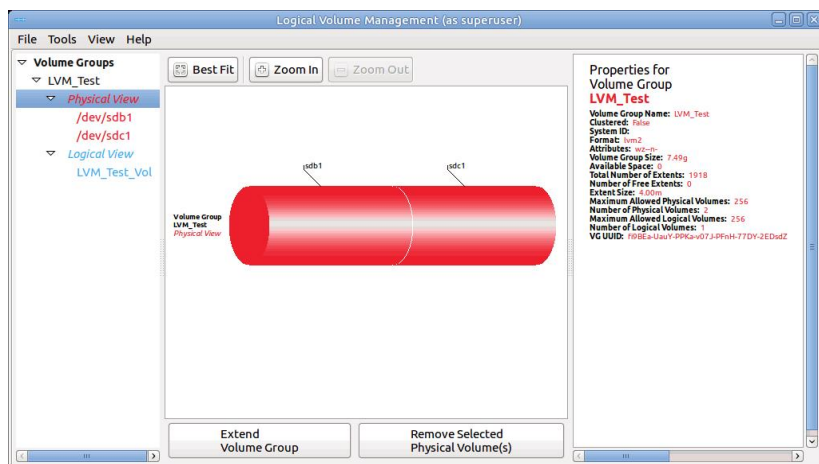 Logical Volume Management (as superuser)
File Tools View Help
Volume Groups
LVM_Test
Physical View
/dev/sdb1
/dev/sdc1
Logical View
LVM_Test_Vol
Best Fit
Zoom In
Zoom Out
sdb1
sdc1
Volume Group
LVM_Test
Physical View
Extend
Volume Group
Remove Selected
Physical Volume(s)
Properties for
Volume Group
LVM_Test
Volume Group Name: LVM_Test
Clustered: False
System ID:
Format: lvm2
Attributes: wz--n-
Volume Group Size: 7.49g
Available Space: 0
Total Number of Extents: 1918
Number of Free Extents: 0
Extent Size: 4.00m
Maximum Allowed Physical Volumes: 256
Number of Physical Volumes: 2
Maximum Allowed Logical Volumes: 256
Number of Logical Volumes: 1
VG UUID: fi9BEa-UauY-PPKa-v07J-PFnH-77DY-2EDsdZ